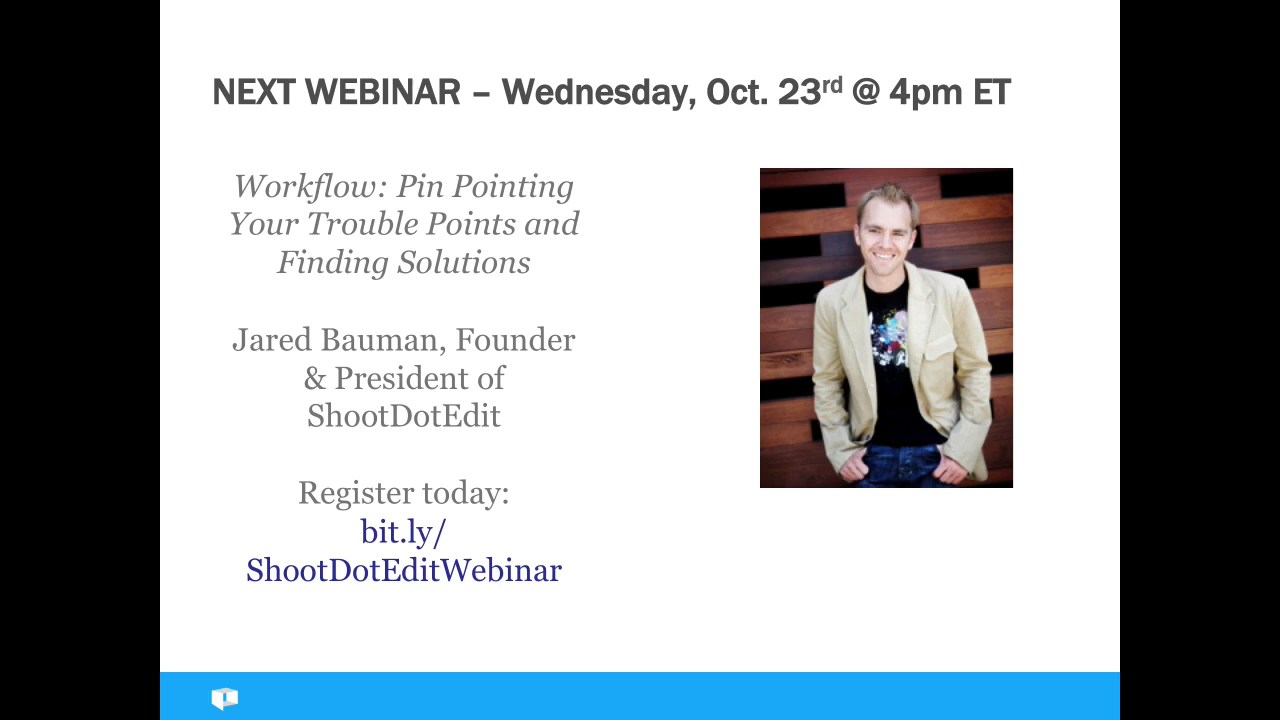 NEXT WEBINAR – Wednesday, Oct. 23rd @ 4pm ET
Workflow: Pin Pointing
Your Trouble Points and
Finding Solutions
Jared Bauman, Founder
& President of
ShootDotEdit
Register today:
bit.ly/
ShootDotEditWebinar